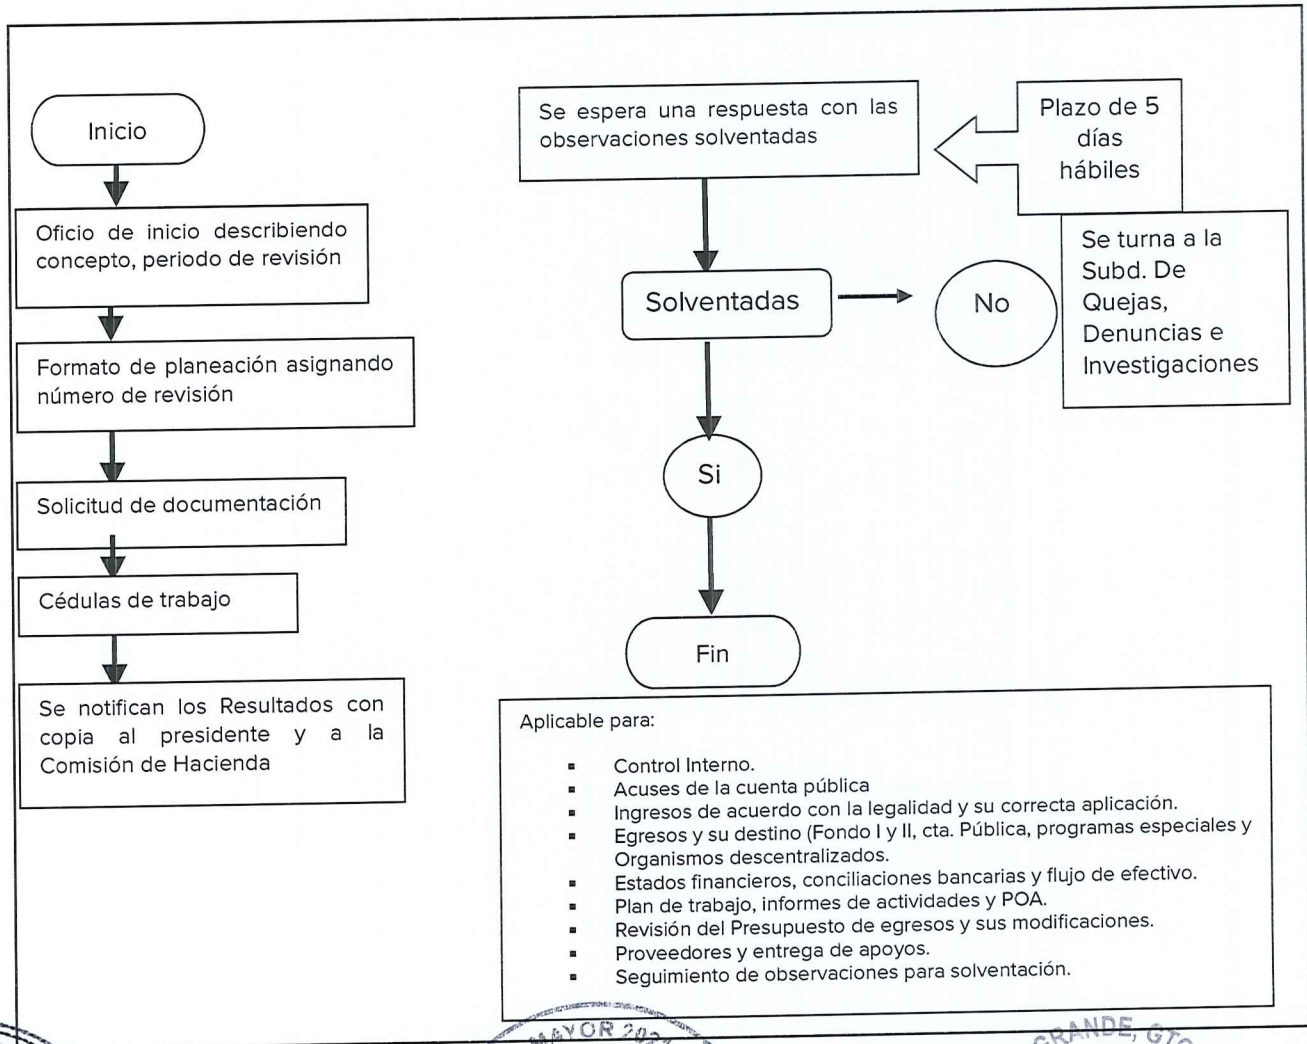 Inicio
Oficio de inicio describiendo
concepto, periodo de revisión
Formato de planeación asignando
número de revisión
Solicitud de documentación
Cédulas de trabajo
Se notifican los Resultados con
copia al presidente y a la
Comisión de Hacienda
Se espera una respuesta con las
observaciones solventadas
Plazo de 5
días
hábiles
Solventadas
No
Se turna a la
Subd. De
Quejas,
Denuncias e
Investigaciones
Si
Fin
Aplicable para:
▪ Control Interno.
▪ Acuses de la cuenta pública
▪ Ingresos de acuerdo con la legalidad y su correcta aplicación.
▪ Egresos y su destino (Fondo I y II, cta. Pública, programas especiales y
Organismos descentralizados.
▪ Estados financieros, conciliaciones bancarias y flujo de efectivo.
▪ Plan de trabajo, informes de actividades y POA.
▪ Revisión del Presupuesto de egresos y sus modificaciones.
▪ Proveedores y entrega de apoyos.
▪ Seguimiento de observaciones para solventación.
MAYOR
GRANDE, GTO